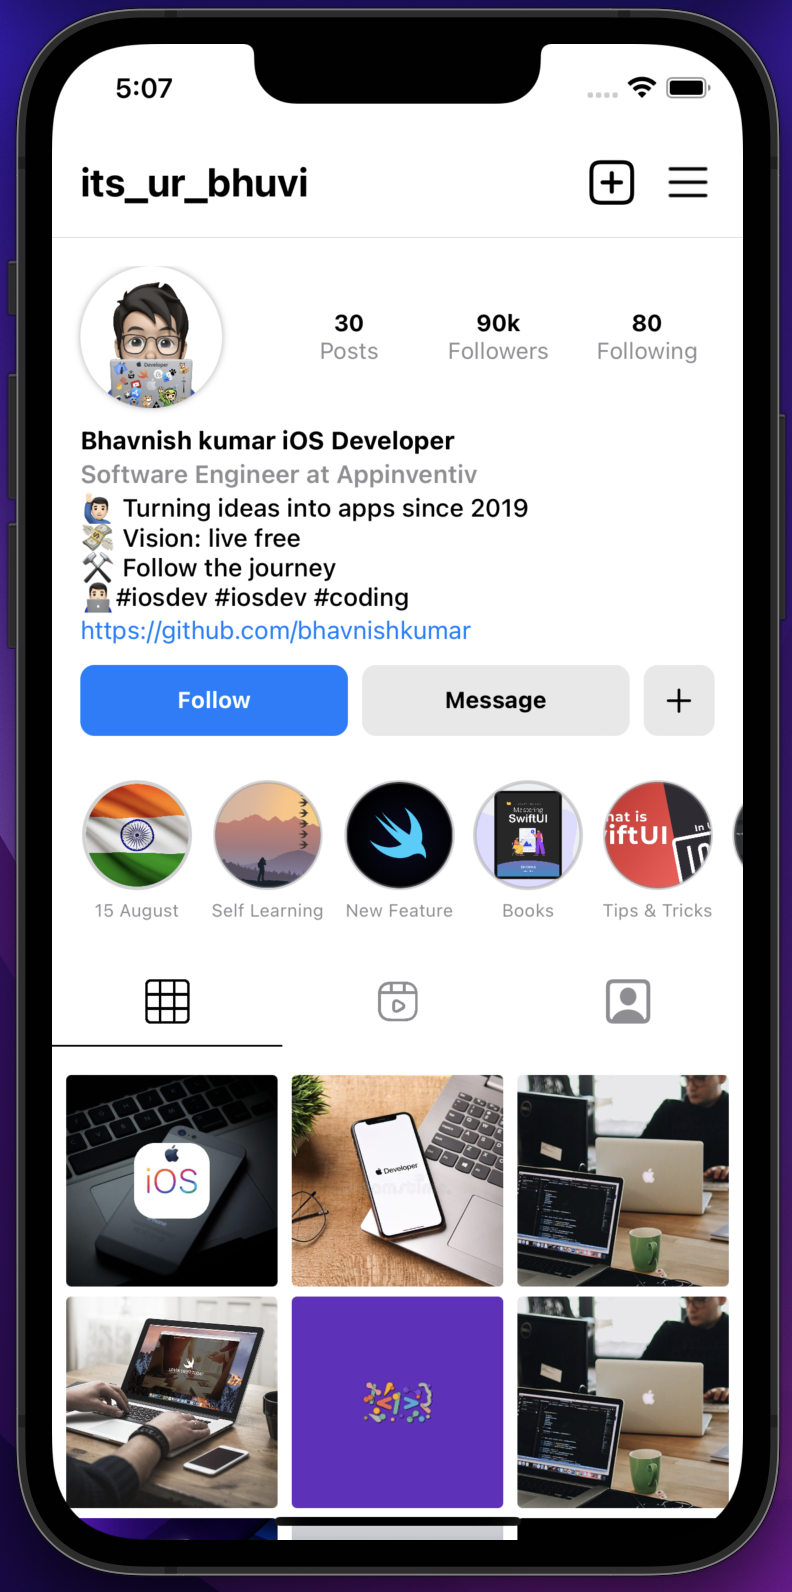 5:07
its_ur_bhuvi
30
90k
80
Posts
Followers
Following
Developer
Bhavnish kumar iOS Developer
Software Engineer at Appinventiv
🙋🏻‍♂️ Turning ideas into apps since 2019
💸 Vision: live free
⚒️ Follow the journey
👨🏻‍💻#iosdev #iosdev #coding
https://github.com/bhavnishkumar
Follow
Message
Mastering
SwiftUI
hat is
iftUI
in
15 August
Self Learning
New Feature
Books
Tips & Tricks
iOS
Developer